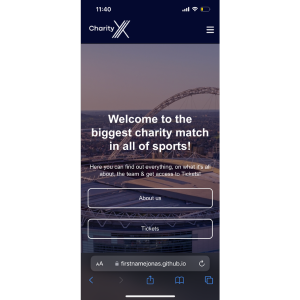 11:40
Charity X
Welcome to the
biggest charity match
in all of sports!
Here you can find out everything, on what it's all
about, the team & get access to Tickets!
About us
Tickets
AA firstnamejonas.github.io